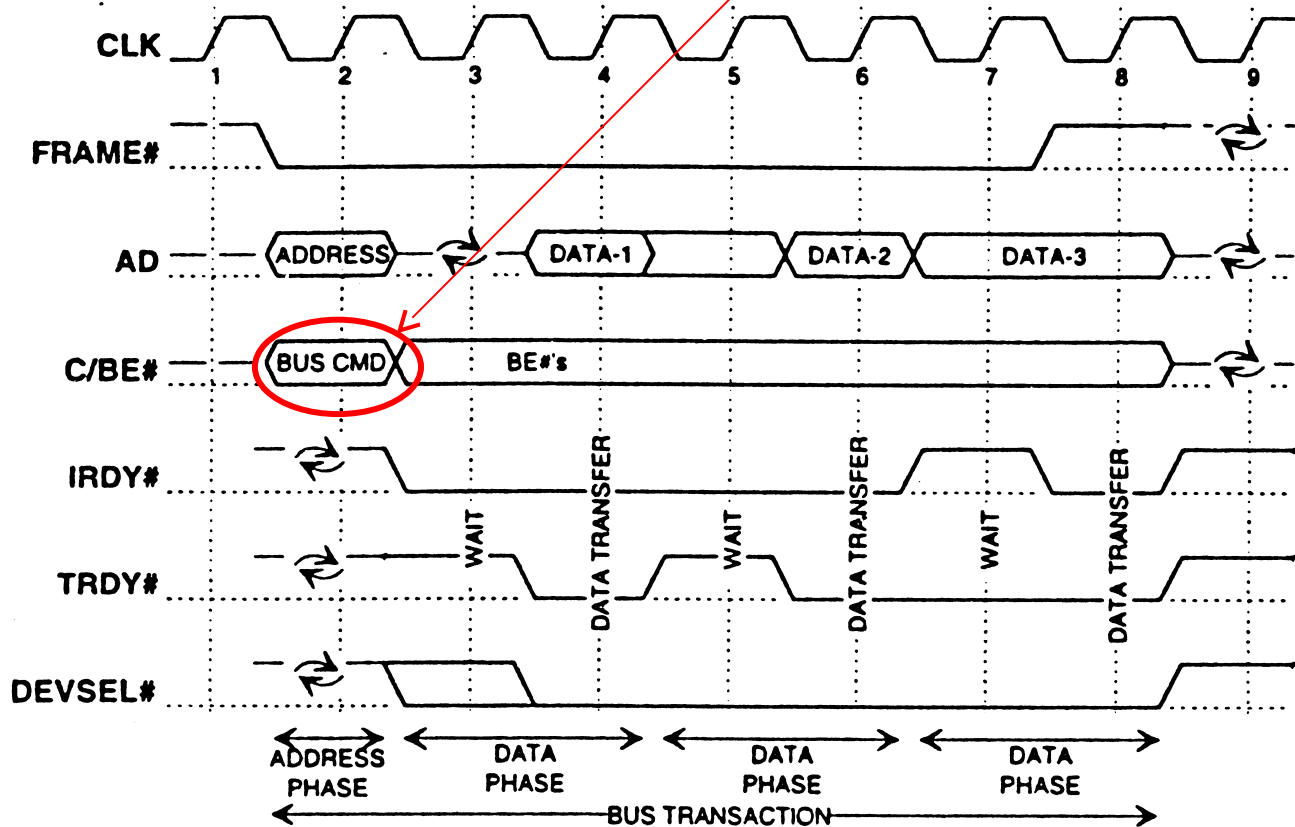 CLK
1 2 3 4 5 6 7 8 9
FRAME#
AD ADDRESS DATA-1 DATA-2 DATA-3
C/BE# BUS CMD BE#'s
IRDY#
TRDY#
WAIT
DATA TRANSFER
WAIT
DATA TRANSFER
WAIT
DATA TRANSFER
DEVSEL#
ADDRESS
PHASE
DATA
PHASE
DATA
PHASE
DATA
PHASE
BUS TRANSACTION